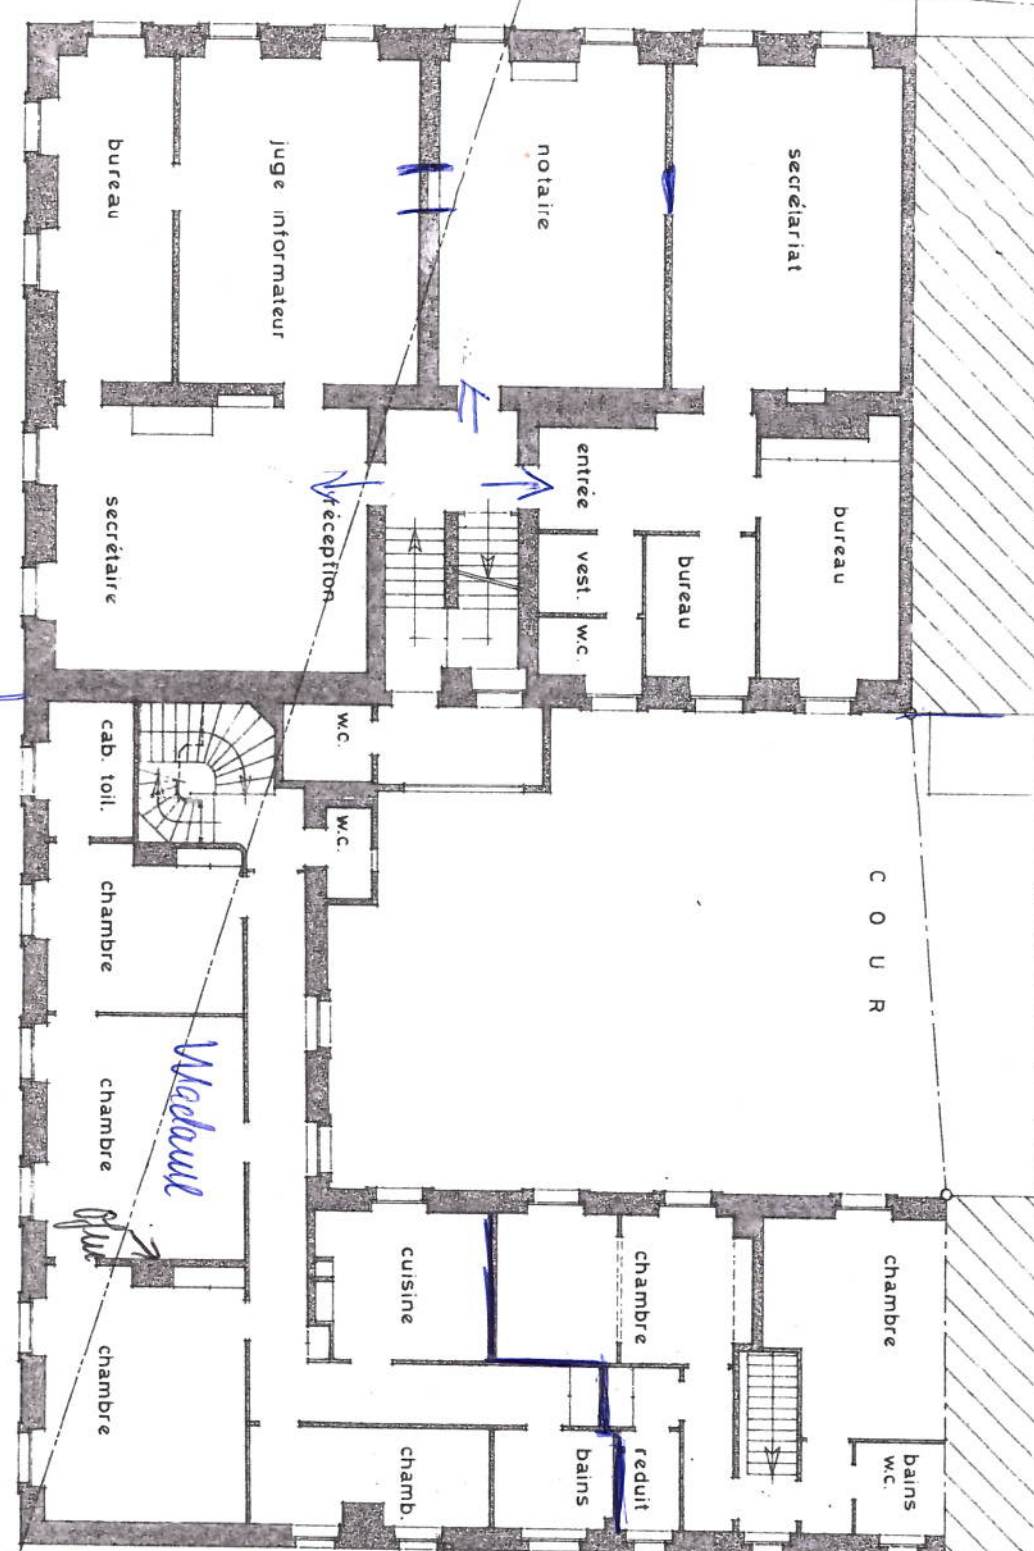 bureau
juge informateur
notaire
secrétariat
secrétaire
réception
entrée
vest.
w.c.
bureau
bureau
cab. toil.
w.c.
w.c.
chambre
COUR
chambre
Madame
chambre
cuisine
chambre
chambre
chamb.
bains
reduit
bains
w.c.